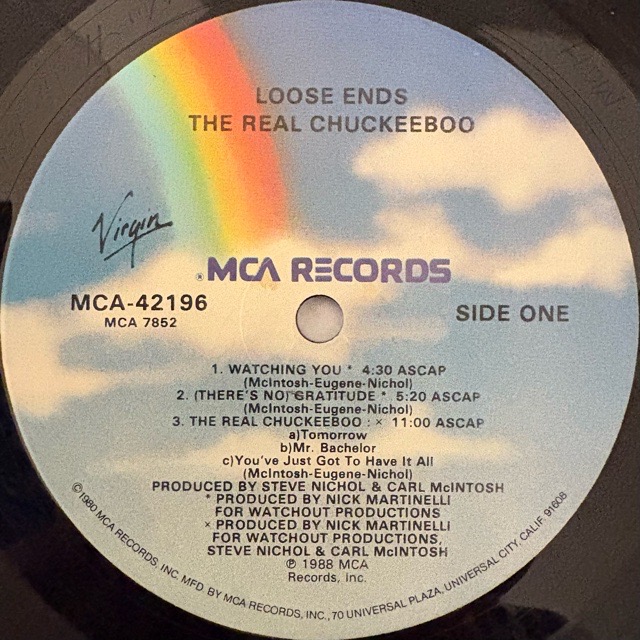 LOOSE ENDS
THE REAL CHUCKEEBOO
Virgin
® MCA RECORDS
MCA-42196
MCA 7852
SIDE ONE
1. WATCHING YOU * 4:30 ASCAP
(McIntosh-Eugene-Nichol)
2. (THERE'S NO) GRATITUDE * 5:20 ASCAP
(McIntosh-Eugene-Nichol)
3. THE REAL CHUCKEEBOO : × 11:00 ASCAP
a)Tomorrow
b)Mr. Bachelor
c)You've Just Got To Have It All
(McIntosh-Eugene-Nichol)
PRODUCED BY STEVE NICHOL & CARL McINTOSH
* PRODUCED BY NICK MARTINELLI
FOR WATCHOUT PRODUCTIONS
× PRODUCED BY NICK MARTINELLI
FOR WATCHOUT PRODUCTIONS,
STEVE NICHOL & CARL McINTOSH
℗ 1988 MCA
Records, Inc.
©1980 MCA RECORDS, INC. MFD. BY MCA RECORDS, INC., 70 UNIVERSAL PLAZA, UNIVERSAL CITY, CALIF. 91608